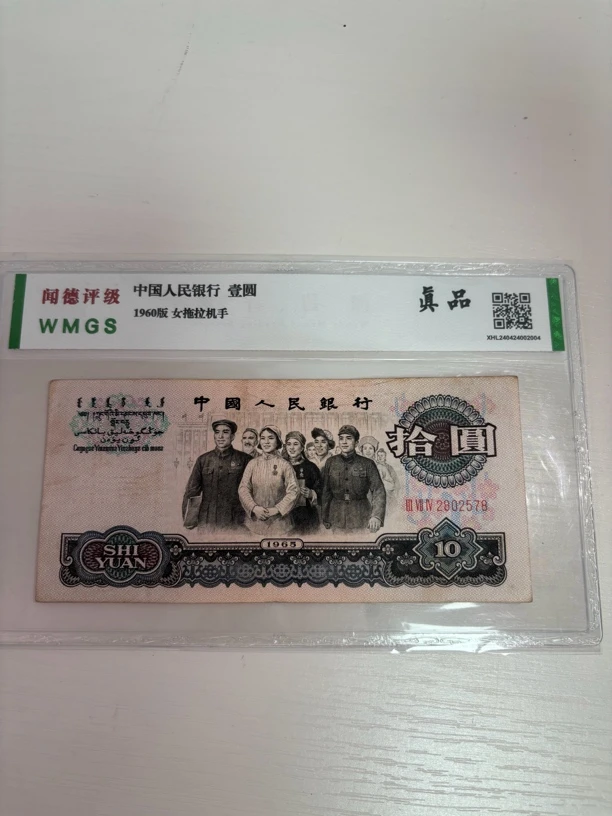 闻德评级
WMGS
中国人民银行 壹圆
1960版 女拖拉机手
真品
XHL240424002004
中國人民銀行
拾圓
Ⅲ Ⅶ Ⅳ 2802578
1965
SHI
YUAN
10